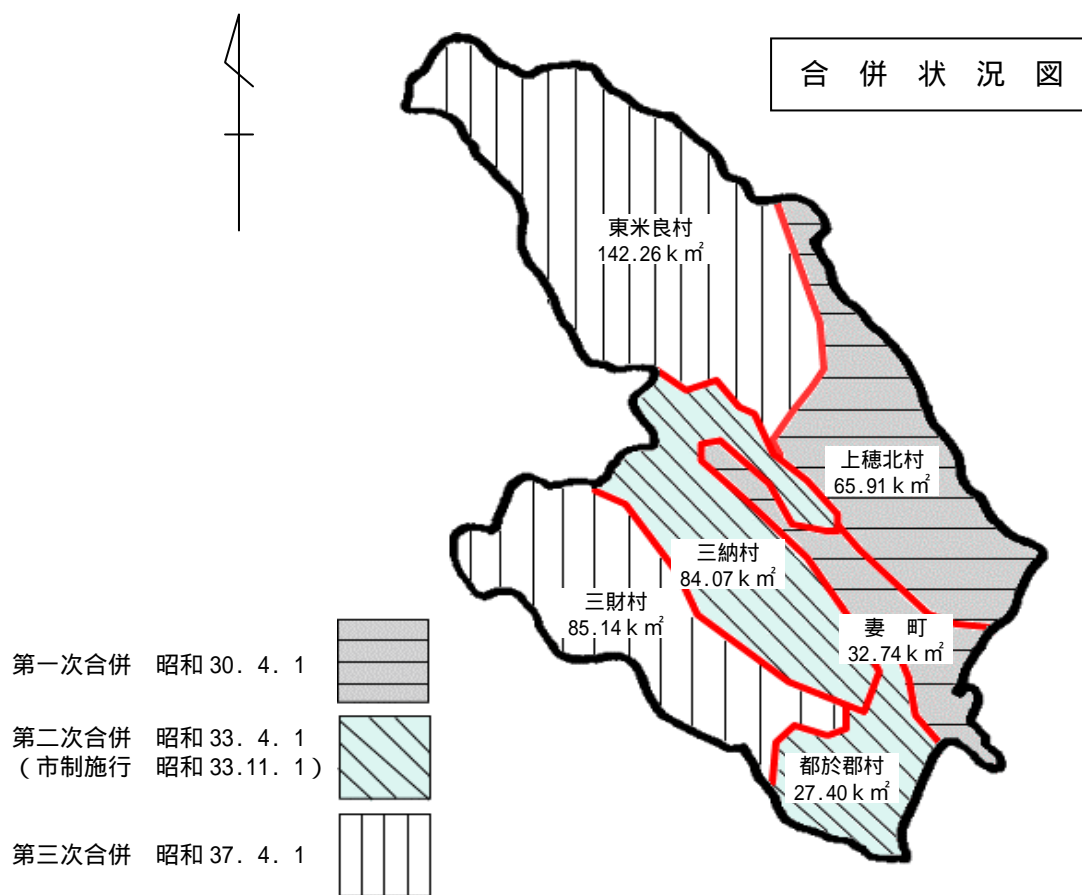 合併状況図
東米良村
142.26km²
上穂北村
65.91km²
三納村
84.07km²
三財村
85.14km²
妻町
32.74km²
都於郡村
27.40km²
第一次合併 昭和30.4.1
第二次合併 昭和33.4.1
(市制施行 昭和33.11.1)
第三次合併 昭和37.4.1